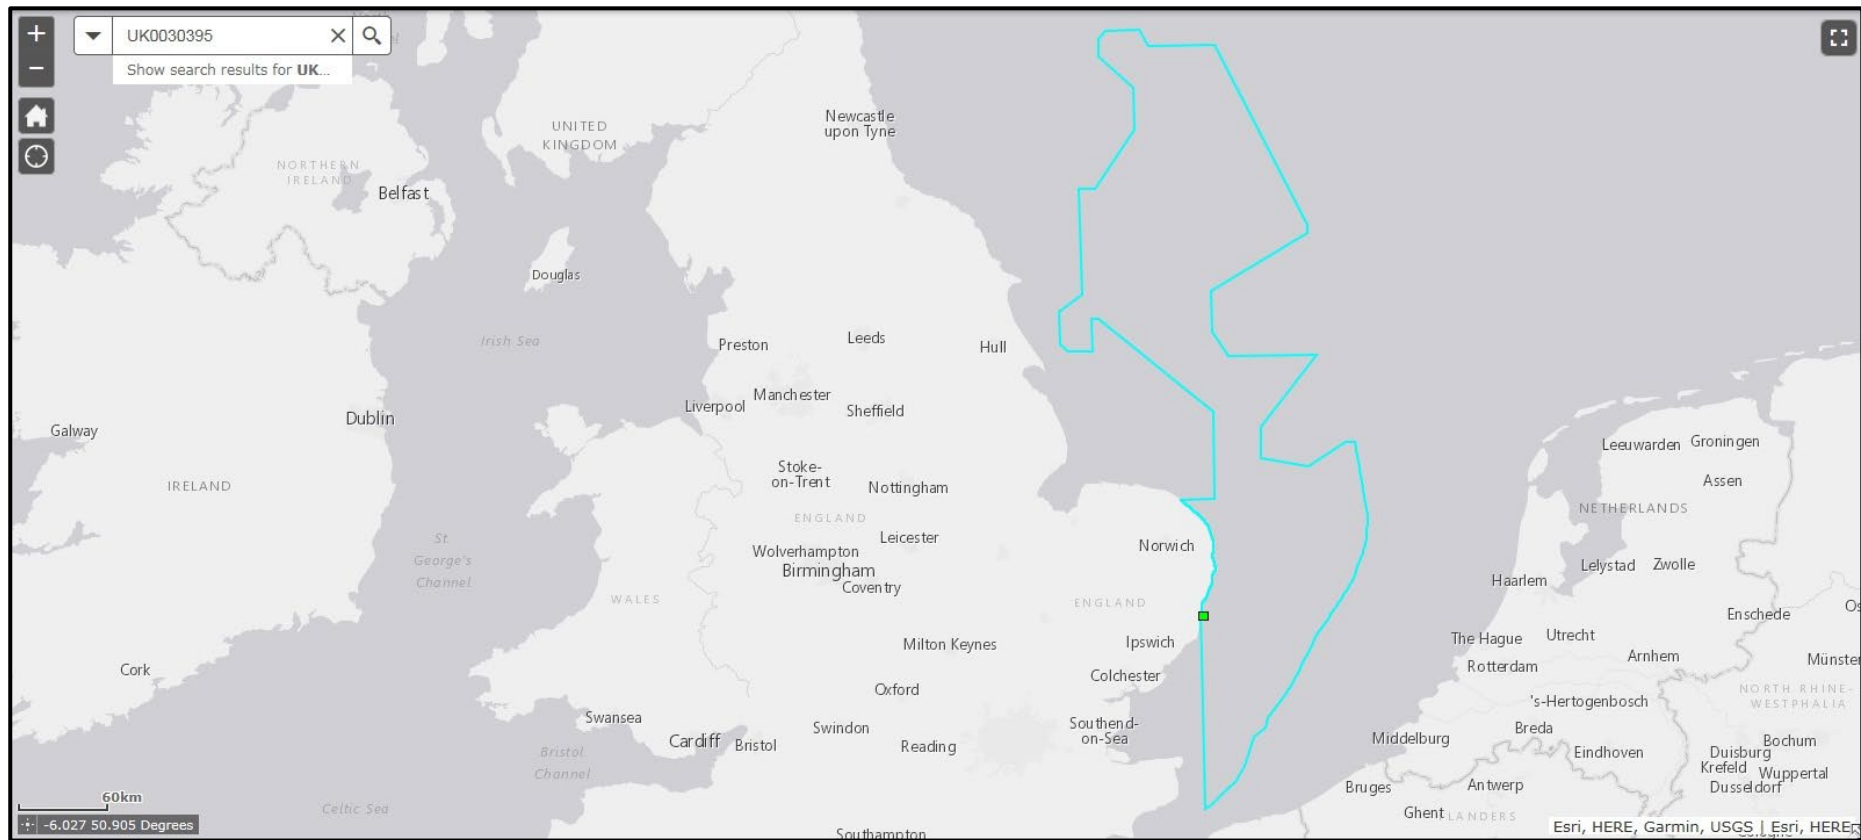 +
UK0030395
Show search results for UK...
−
Newcastle
upon Tyne
UNITED
KINGDOM
NORTHERN
IRELAND
Belfast
Douglas
Irish Sea
Preston
Leeds
Hull
Manchester
Liverpool
Sheffield
Dublin
Galway
Leeuwarden
Groningen
Stoke-
on-Trent
Nottingham
Assen
IRELAND
NETHERLANDS
ENGLAND
St.
George's
Channel
Leicester
Norwich
Wolverhampton
Birmingham
Coventry
Lelystad
Zwolle
Haarlem
WALES
ENGLAND
Enschede
Os
The Hague
Utrecht
Milton Keynes
Ipswich
Arnhem
Münster
Cork
Rotterdam
Colchester
Oxford
NORTH RHINE-
WESTPHALIA
's-Hertogenbosch
Swansea
Southend-
on-Sea
Swindon
Breda
Cardiff
Bristol
Reading
Middelburg
Bochum
Eindhoven
Duisburg
Bristol
Channel
Krefeld
Wuppertal
Dusseldorf
Bruges
Antwerp
60km
Celtic Sea
Ghent
LANDERS
-6.027 50.905 Degrees
Southampton
Esri, HERE, Garmin, USGS | Esri, HERE